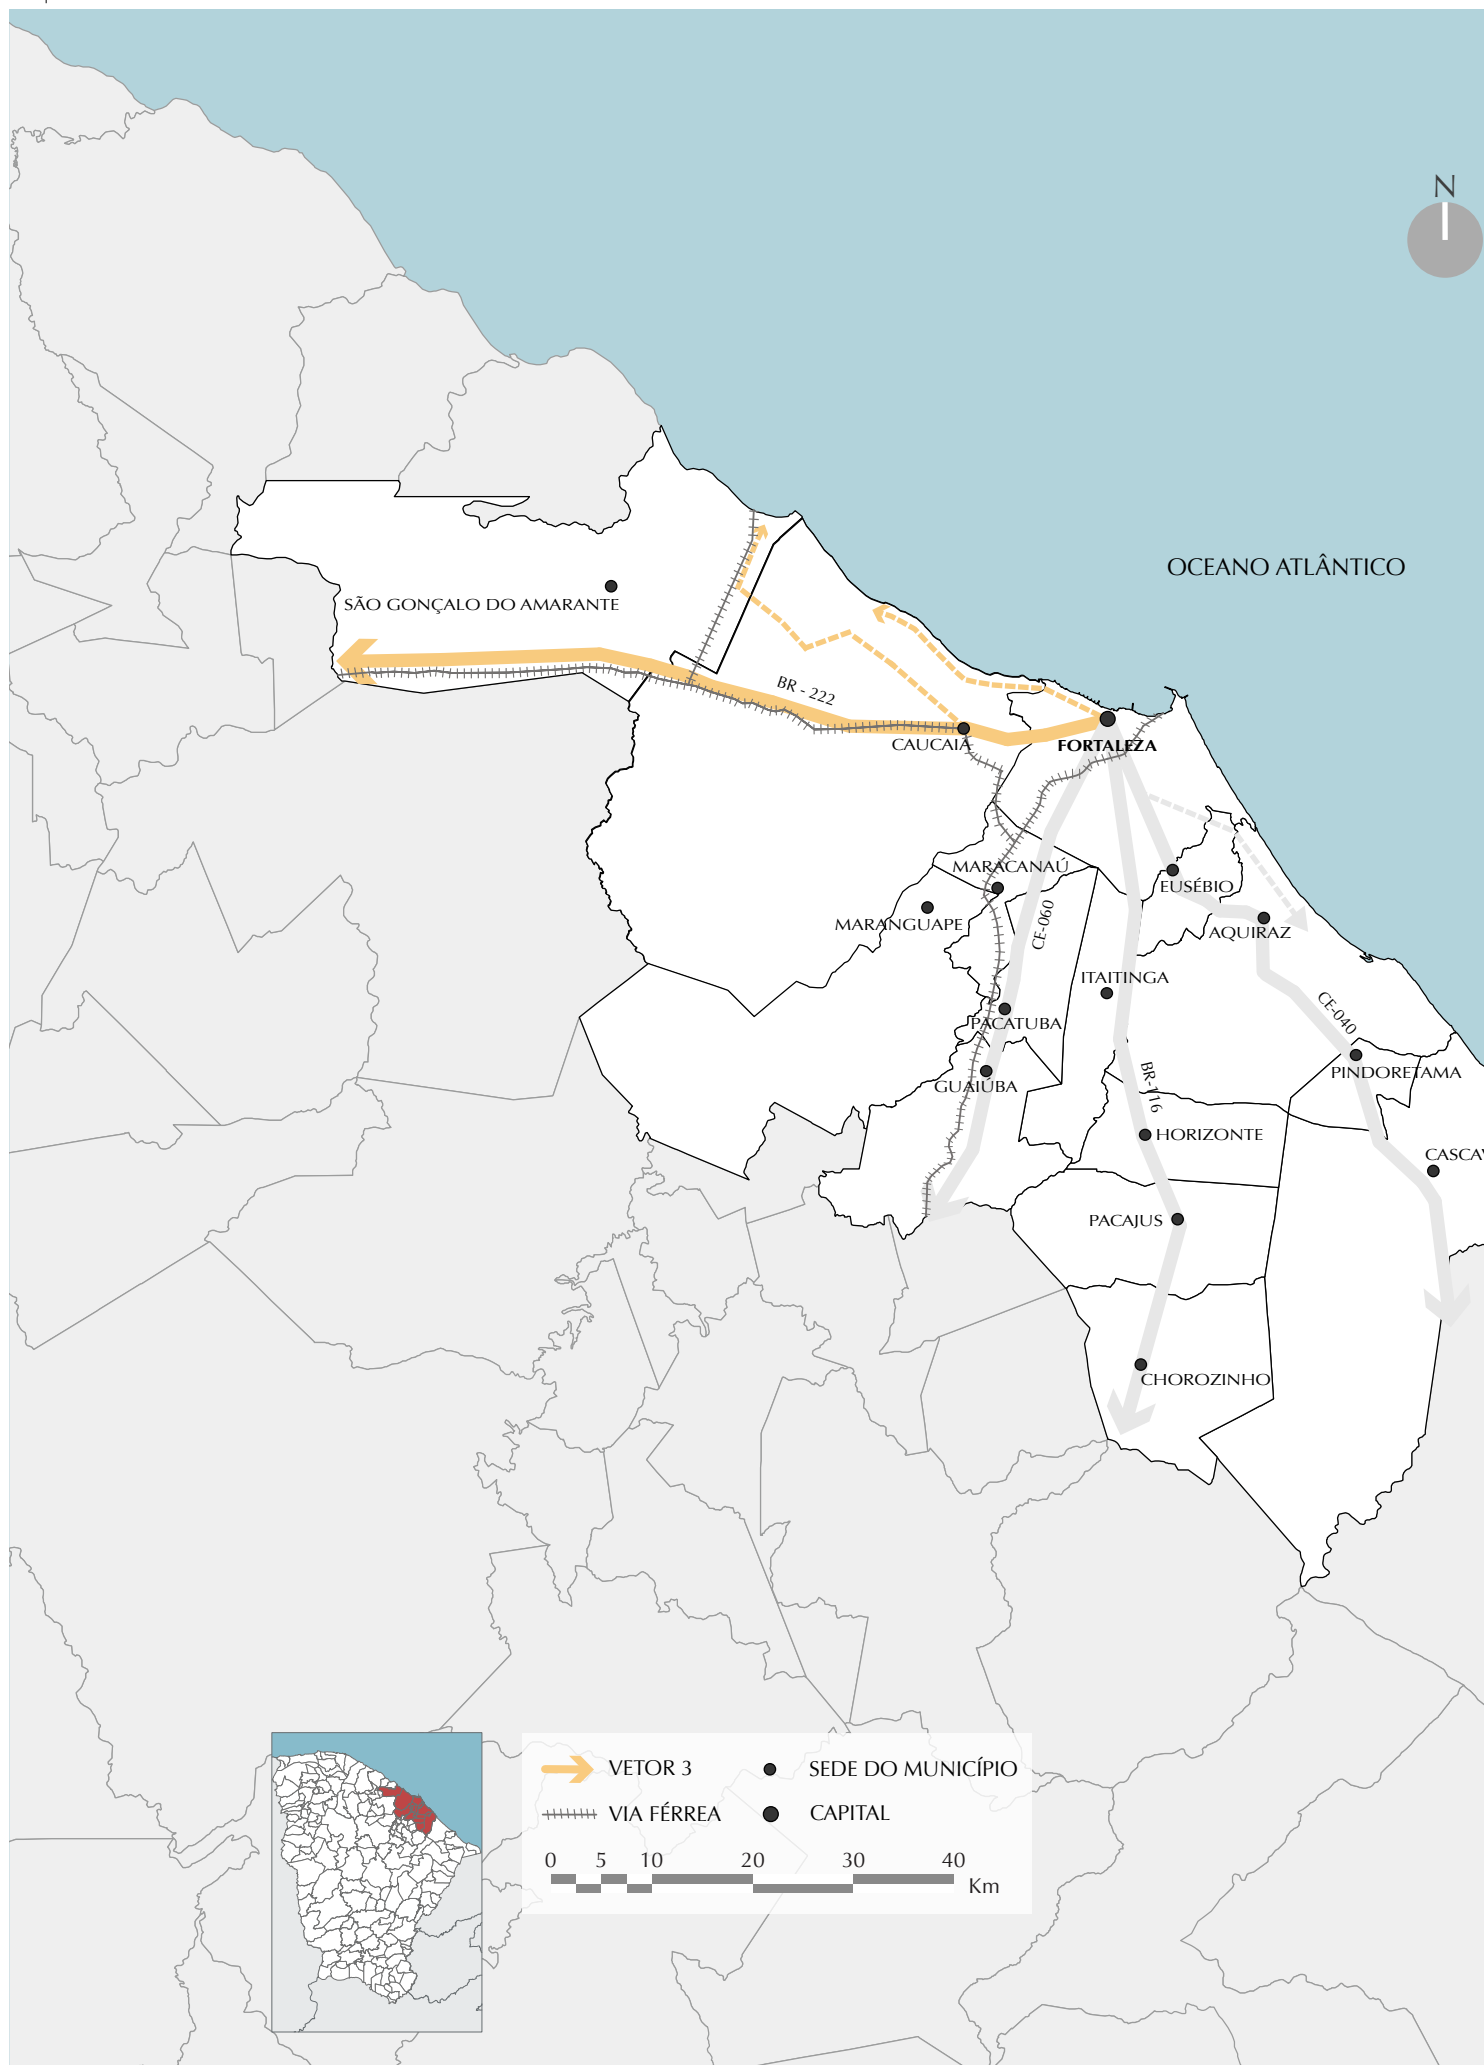 N
OCEANO ATLÂNTICO
SÃO GONÇALO DO AMARANTE
BR - 222
CAUCAIA
FORTALEZA
MARACANAÚ
EUSÉBIO
MARANGUAPE
CE-060
AQUIRAZ
ITAITINGA
CE-040
PACATUBA
PINDORETAMA
GUAIÚBA
BR-116
HORIZONTE
CASCAV
PACAJUS
CHOROZINHO
VETOR 3
SEDE DO MUNICÍPIO
VIA FÉRREA
CAPITAL
0 5 10 20 30 40
Km